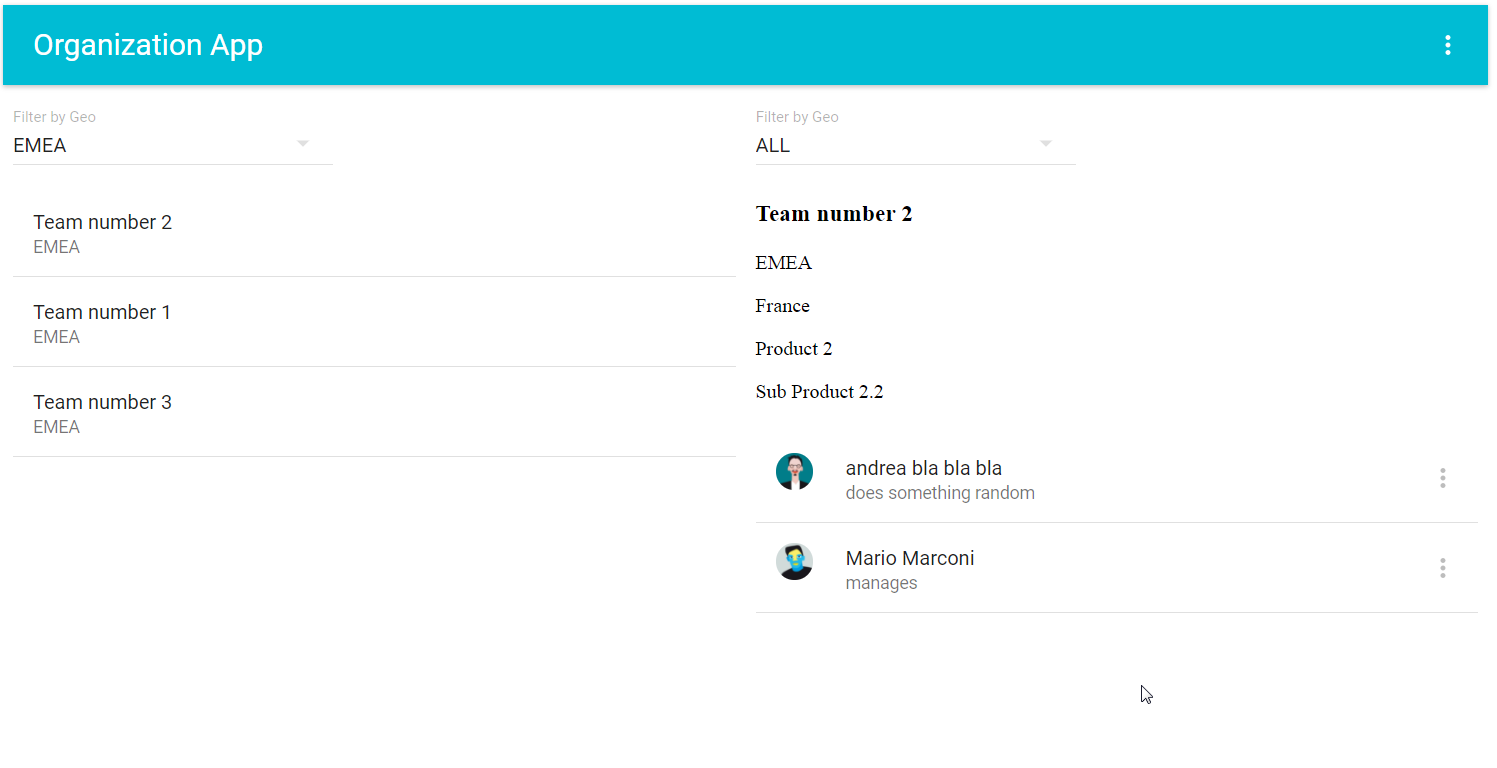 Organization App
Filter by Geo
EMEA
Team number 2
EMEA
Team number 1
EMEA
Team number 3
EMEA
Filter by Geo
ALL
Team number 2
EMEA
France
Product 2
Sub Product 2.2
andrea bla bla bla
does something random
Mario Marconi
manages